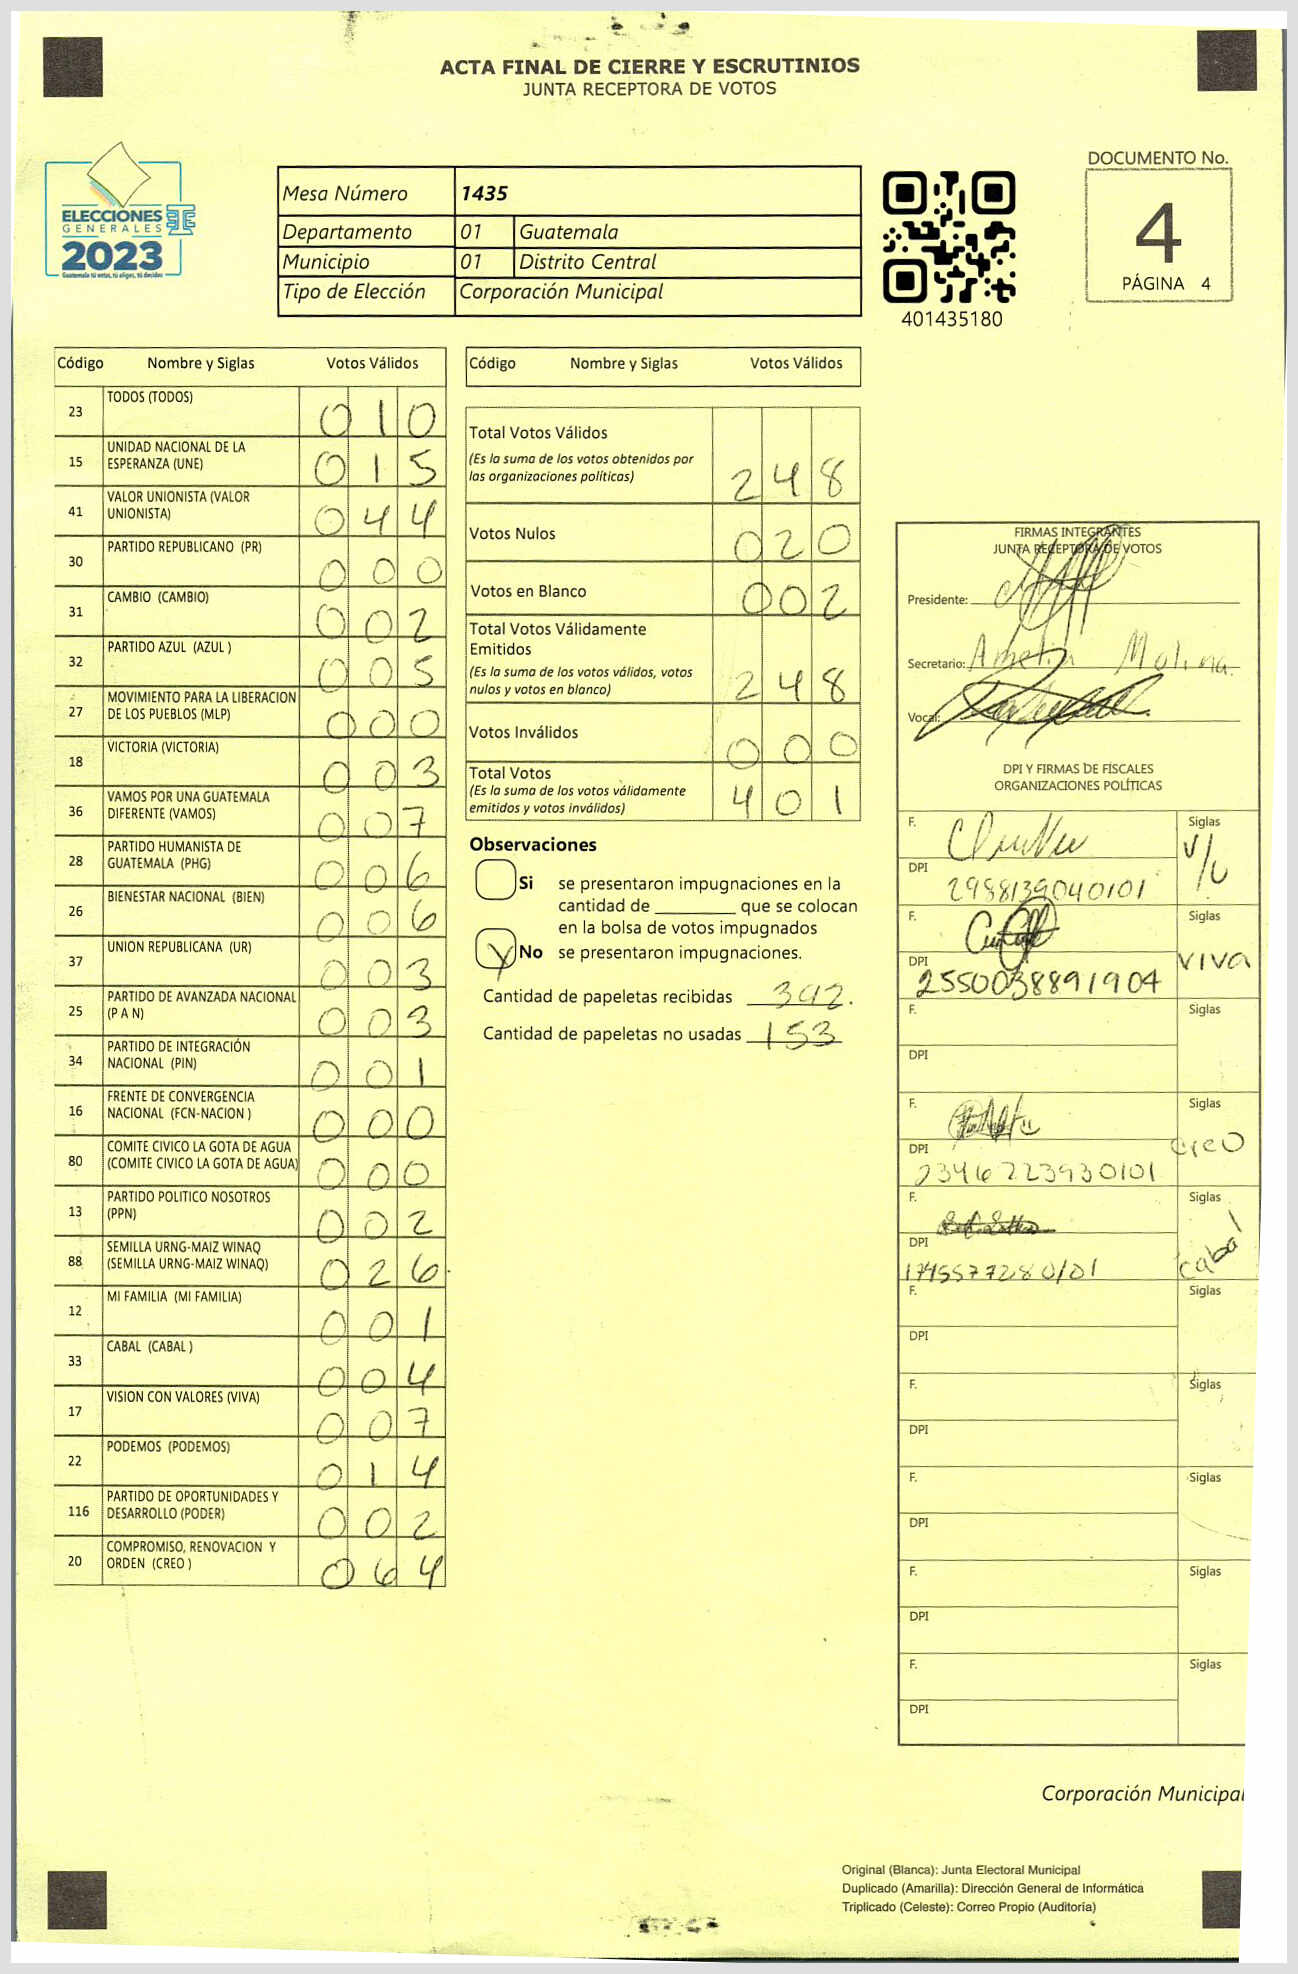 ACTA FINAL DE CIERRE Y ESCRUTINIOS
JUNTA RECEPTORA DE VOTOS
ELECCIONES
GENERALES
2023
Guatemala tú votas, tú eliges, tú decides
Mesa Número 1435
Departamento 01 Guatemala
Municipio 01 Distrito Central
Tipo de Elección Corporación Municipal
401435180
DOCUMENTO No.
4
PÁGINA 4
Código Nombre y Siglas Votos Válidos
23 TODOS (TODOS) 010
15 UNIDAD NACIONAL DE LA ESPERANZA (UNE) 015
41 VALOR UNIONISTA (VALOR UNIONISTA) 044
30 PARTIDO REPUBLICANO (PR) 000
31 CAMBIO (CAMBIO) 002
32 PARTIDO AZUL (AZUL ) 005
27 MOVIMIENTO PARA LA LIBERACION DE LOS PUEBLOS (MLP) 000
18 VICTORIA (VICTORIA) 003
36 VAMOS POR UNA GUATEMALA DIFERENTE (VAMOS) 007
28 PARTIDO HUMANISTA DE GUATEMALA (PHG) 006
26 BIENESTAR NACIONAL (BIEN) 006
37 UNION REPUBLICANA (UR) 003
25 PARTIDO DE AVANZADA NACIONAL (P A N) 003
34 PARTIDO DE INTEGRACIÓN NACIONAL (PIN) 001
16 FRENTE DE CONVERGENCIA NACIONAL (FCN-NACION ) 000
80 COMITE CIVICO LA GOTA DE AGUA (COMITE CIVICO LA GOTA DE AGUA) 000
13 PARTIDO POLITICO NOSOTROS (PPN) 002
88 SEMILLA URNG-MAIZ WINAQ (SEMILLA URNG-MAIZ WINAQ) 026
12 MI FAMILIA (MI FAMILIA) 001
33 CABAL (CABAL ) 004
17 VISION CON VALORES (VIVA) 007
22 PODEMOS (PODEMOS) 014
116 PARTIDO DE OPORTUNIDADES Y DESARROLLO (PODER) 002
20 COMPROMISO, RENOVACION Y ORDEN (CREO ) 064
Código Nombre y Siglas Votos Válidos
Total Votos Válidos 248
(Es la suma de los votos obtenidos por
las organizaciones políticas)
Votos Nulos 020
Votos en Blanco 002
Total Votos Válidamente
Emitidos 248
(Es la suma de los votos válidos, votos
nulos y votos en blanco)
Votos Inválidos 000
Total Votos 401
(Es la suma de los votos válidamente
emitidos y votos inválidos)
Observaciones
Si se presentaron impugnaciones en la
cantidad de ________ que se colocan
en la bolsa de votos impugnados
No se presentaron impugnaciones.
Cantidad de papeletas recibidas 392.
Cantidad de papeletas no usadas 153
FIRMAS INTEGRANTES
JUNTA RECEPTORA DE VOTOS
Presidente:
Secretario: Molina.
Vocal:
DPI Y FIRMAS DE FISCALES
ORGANIZACIONES POLÍTICAS
F. Siglas V/U
DPI 2988139040101
F. Siglas VIVA
DPI 2550038891904
F. Siglas
DPI
F. Siglas creo
DPI 2346723930101
F. Siglas cabal
DPI 1745577280101
F. Siglas
DPI
F. Siglas
DPI
F. Siglas
DPI
F. Siglas
DPI
F. Siglas
DPI
Corporación Municipal
Original (Blanca): Junta Electoral Municipal
Duplicado (Amarilla): Dirección General de Informática
Triplicado (Celeste): Correo Propio (Auditoría)